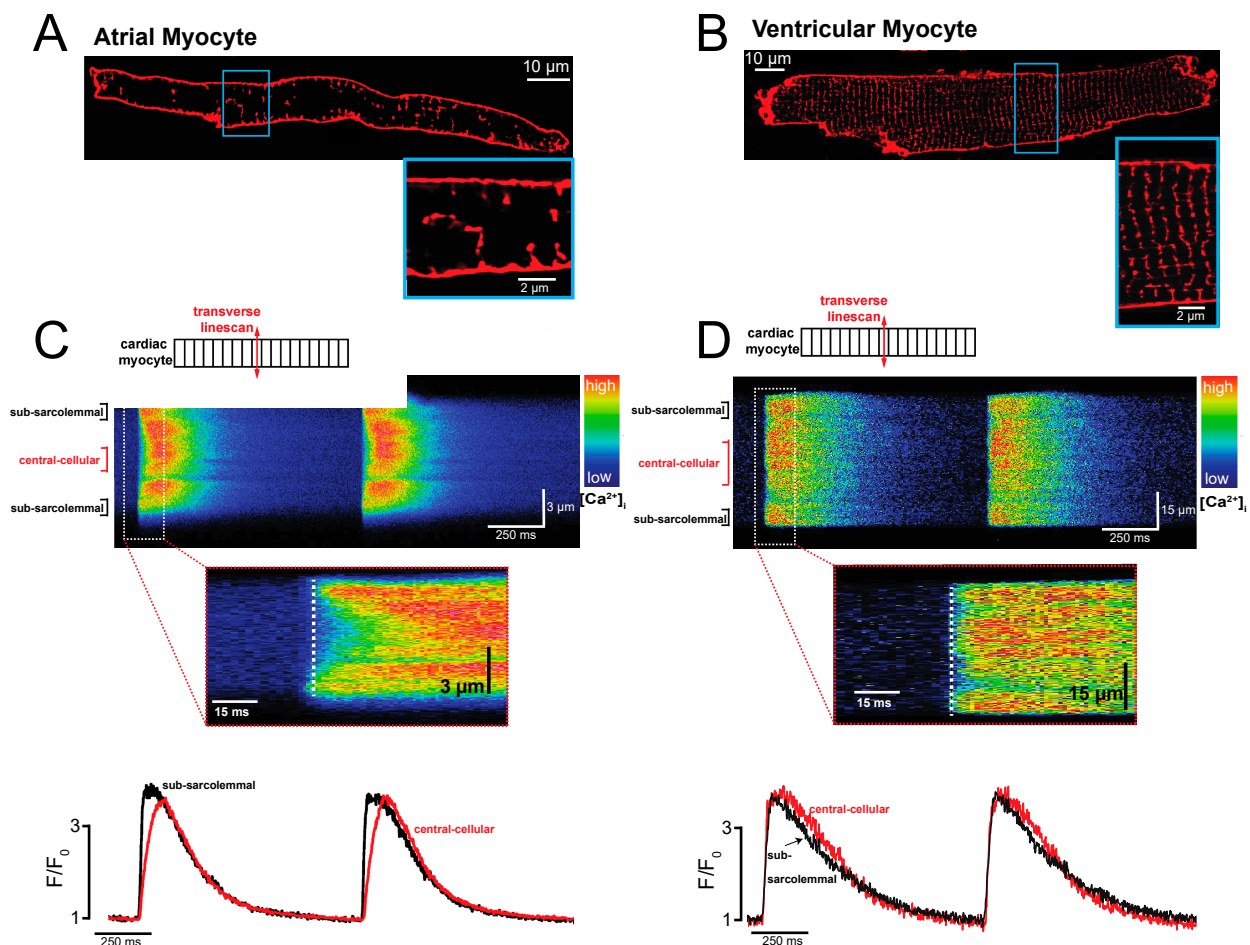 A Atrial Myocyte
10 µm
2 µm
B Ventricular Myocyte
10 µm
2 µm
C
transverse
linescan
cardiac
myocyte
sub-sarcolemmal
central-cellular
sub-sarcolemmal
high
low
[Ca²⁺]i
3 µm
250 ms
15 ms
3 µm
F/F₀
3
1
sub-sarcolemmal
central-cellular
250 ms
D
transverse
linescan
cardiac
myocyte
sub-sarcolemmal
central-cellular
sub-sarcolemmal
high
low
[Ca²⁺]i
15 µm
250 ms
15 ms
15 µm
F/F₀
3
1
central-cellular
sub-
sarcolemmal
250 ms